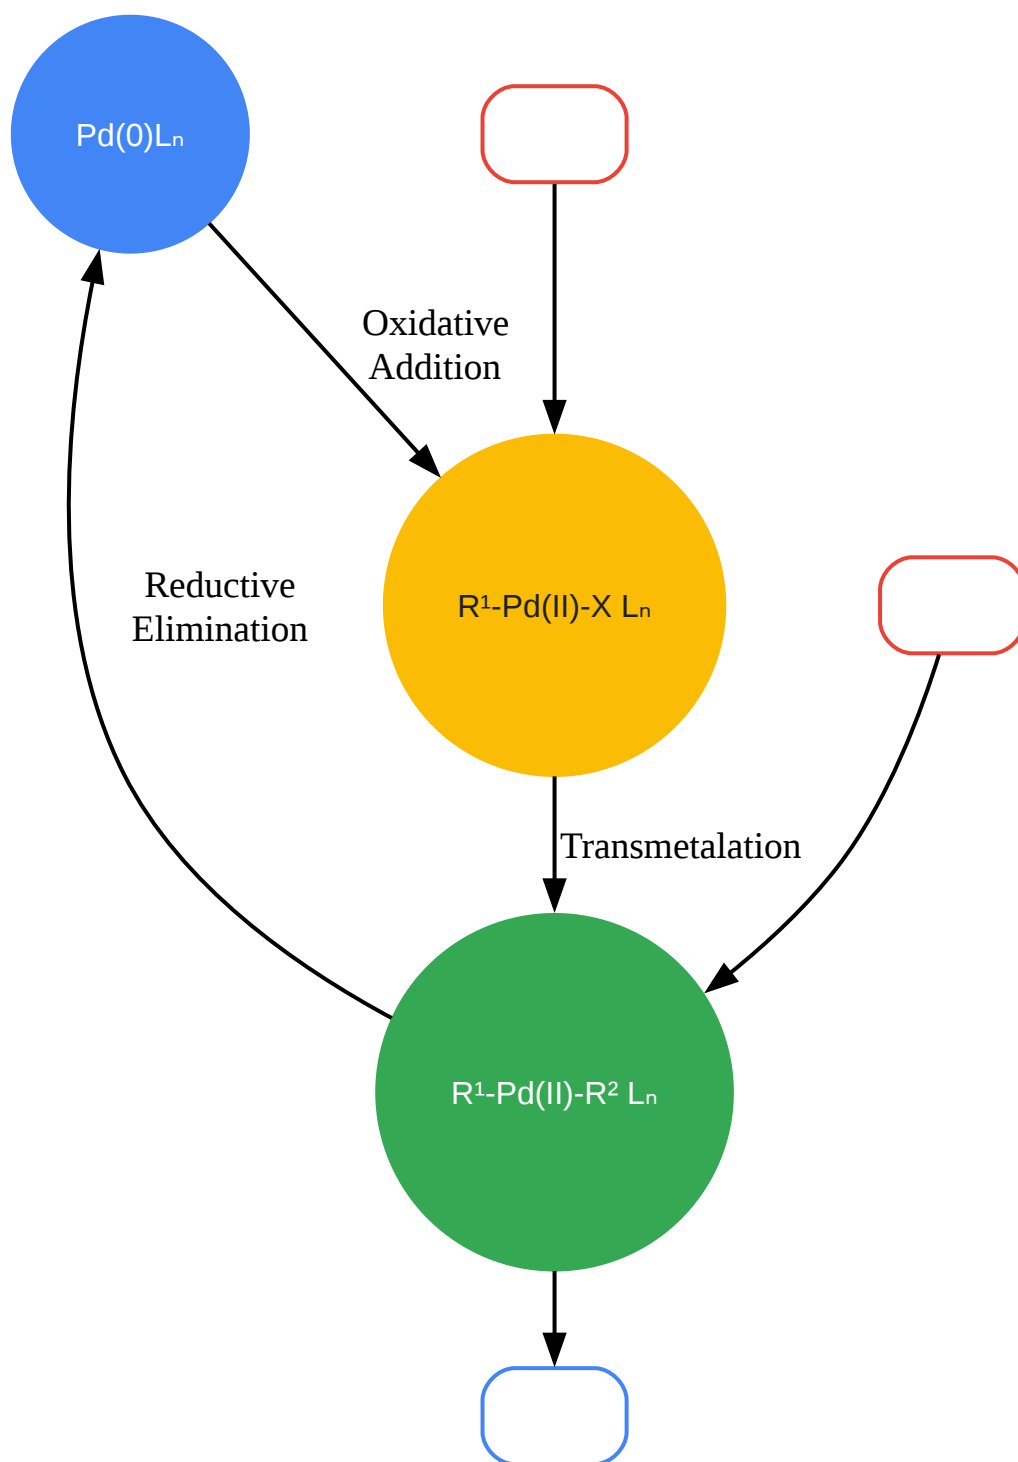 Pd(0)Lₙ
Oxidative
Addition
Reductive
Elimination
R¹-Pd(II)-X Lₙ
Transmetalation
R¹-Pd(II)-R² Lₙ